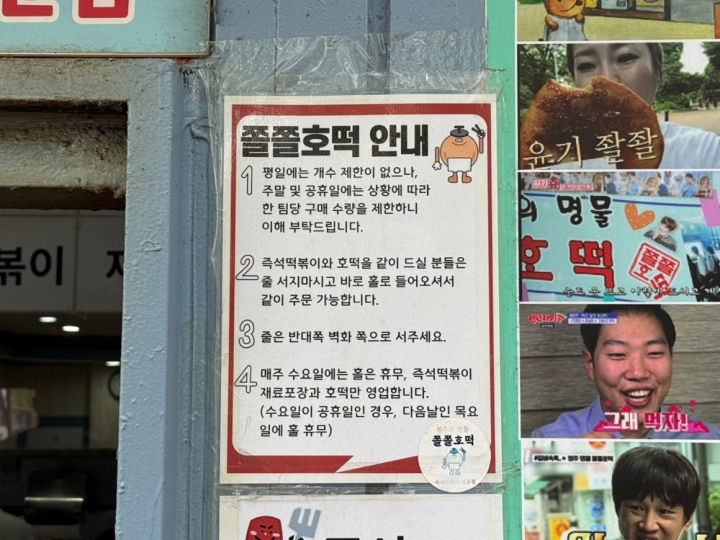 쫄쫄호떡 안내
1 평일에는 개수 제한이 없으나,
주말 및 공휴일에는 상황에 따라
한 팀당 구매 수량을 제한하니
이해 부탁드립니다.
2 즉석떡볶이와 호떡을 같이 드실 분들은
줄 서지마시고 바로 홀로 들어오셔서
같이 주문 가능합니다.
3 줄은 반대쪽 벽화 쪽으로 서주세요.
4 매주 수요일에는 홀은 휴무, 즉석떡볶이
재료포장과 호떡만 영업합니다.
(수요일이 공휴일인 경우, 다음날인 목요
일에 홀 휴무)
쫄쫄호떡
볶이
윤기 좔좔
의 명물
호떡
쫄쫄
호떡
그래 먹자!